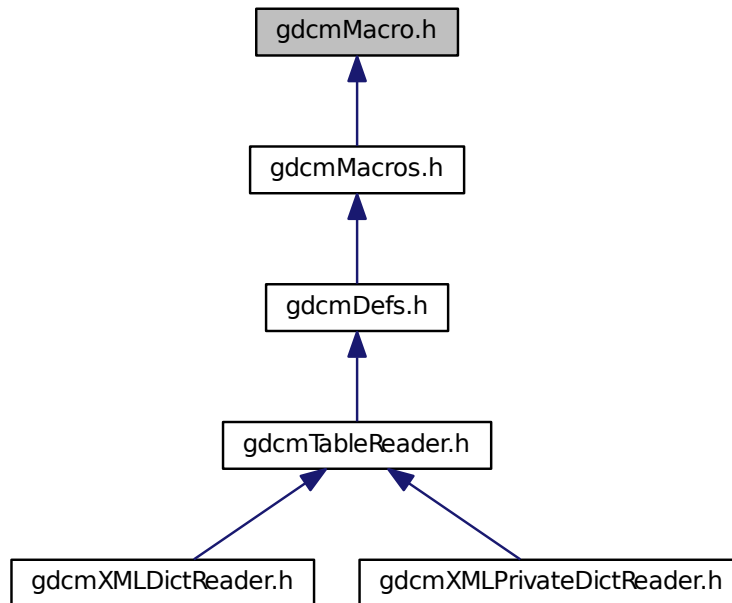 gdcmMacro.h
gdcmMacros.h
gdcmDefs.h
gdcmTableReader.h
gdcmXMLDictReader.h
gdcmXMLPrivateDictReader.h